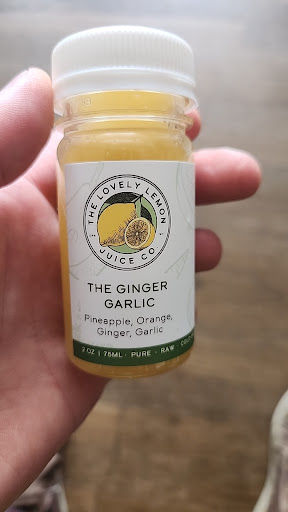 THE LOVELY LEMON
JUICE CO.
THE GINGER
GARLIC
Pineapple, Orange,
Ginger, Garlic
2 OZ | 75ML · PURE · RAW ·